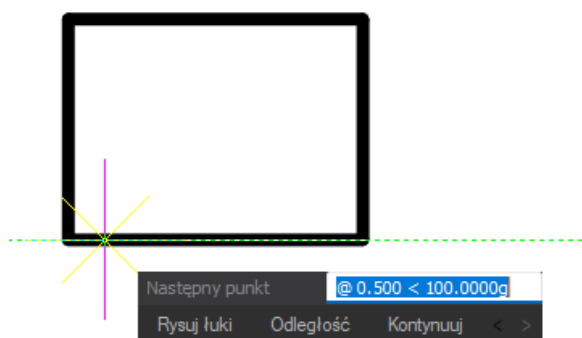 Następny punkt @ 0.500 < 100.0000g
Rysuj łuki Odległość Kontynuuj < >